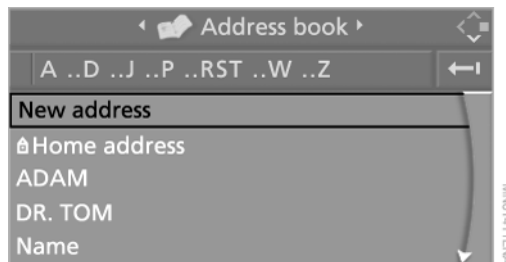 Address book
A ..D ..J ..P ..RST ..W ..Z
New address
Home address
ADAM
DR. TOM
Name